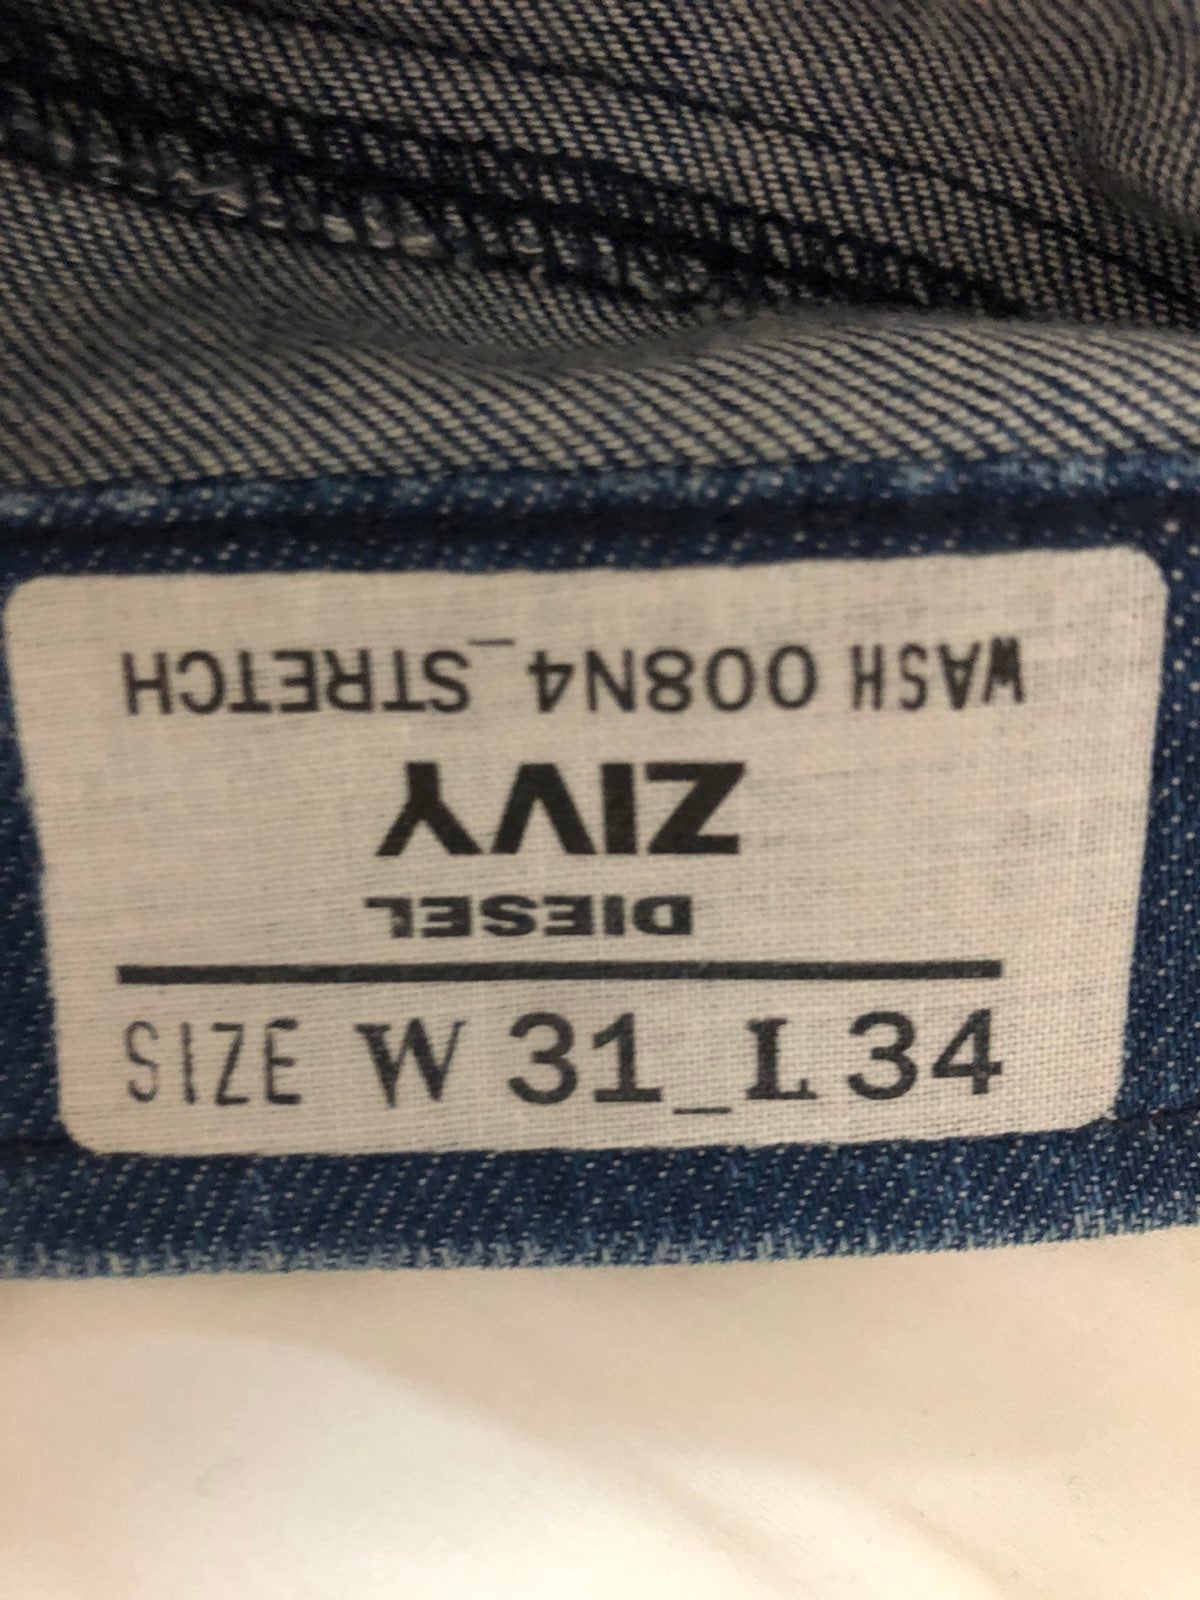 WASH 008N4_STRETCH
ZIVY
DIESEL
SIZE W 31_L 34